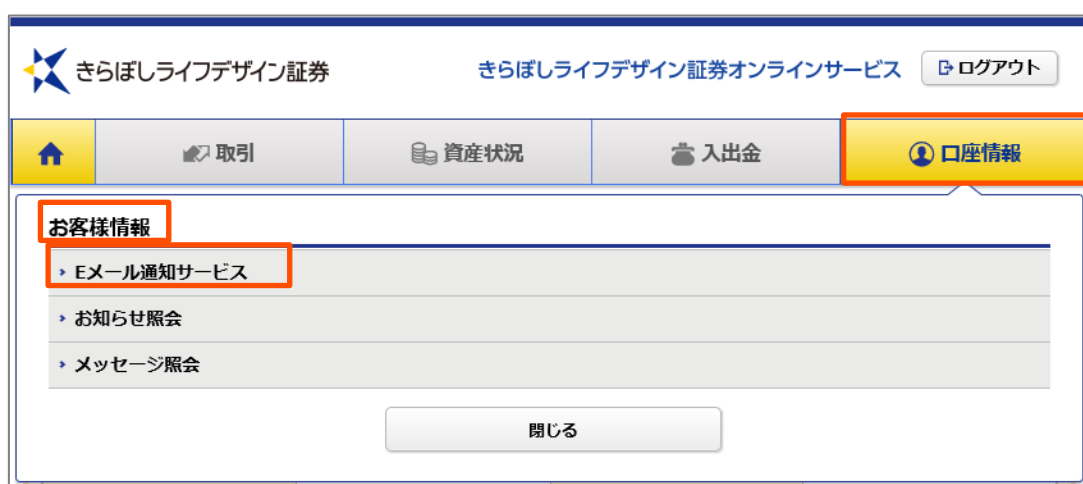 きらぼしライフデザイン証券
きらぼしライフデザイン証券オンラインサービス
ログアウト
取引
資産状況
入出金
口座情報
お客様情報
Eメール通知サービス
お知らせ照会
メッセージ照会
閉じる